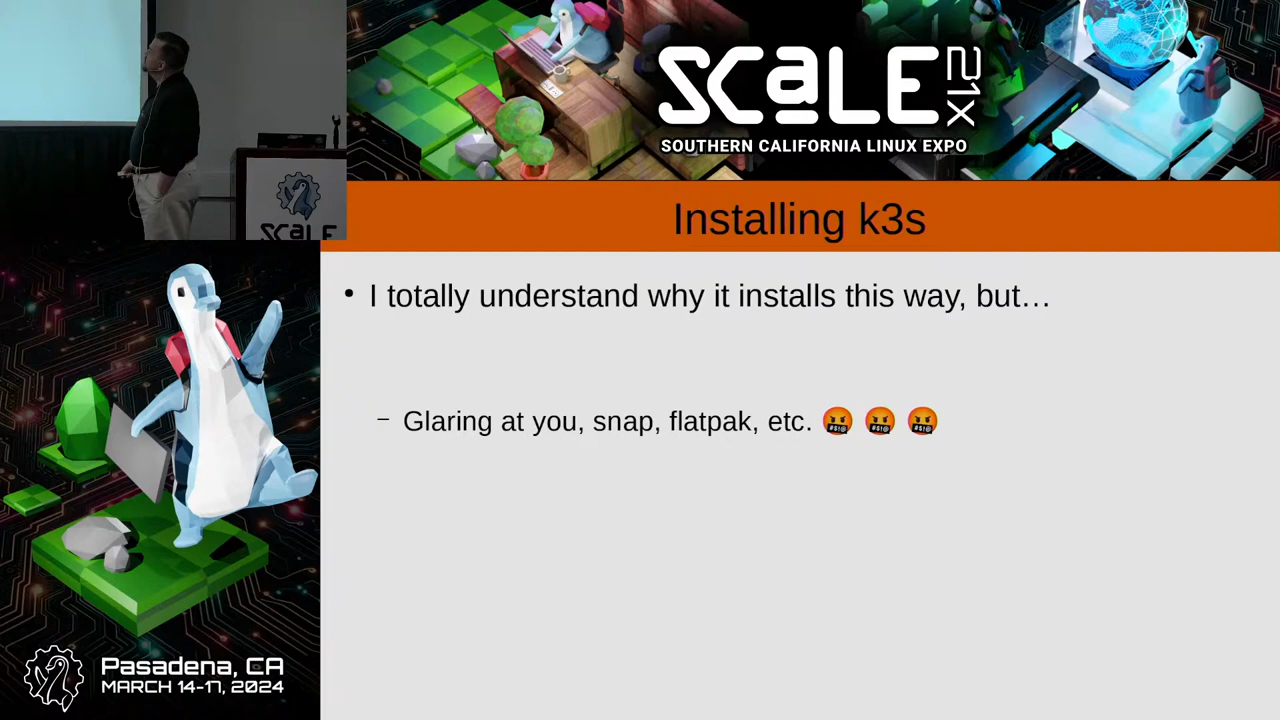 SCALE 21X
SOUTHERN CALIFORNIA LINUX EXPO
SCALE
Installing k3s
• I totally understand why it installs this way, but…
– Glaring at you, snap, flatpak, etc. 🤬 🤬 🤬
Pasadena, CA
MARCH 14-17, 2024